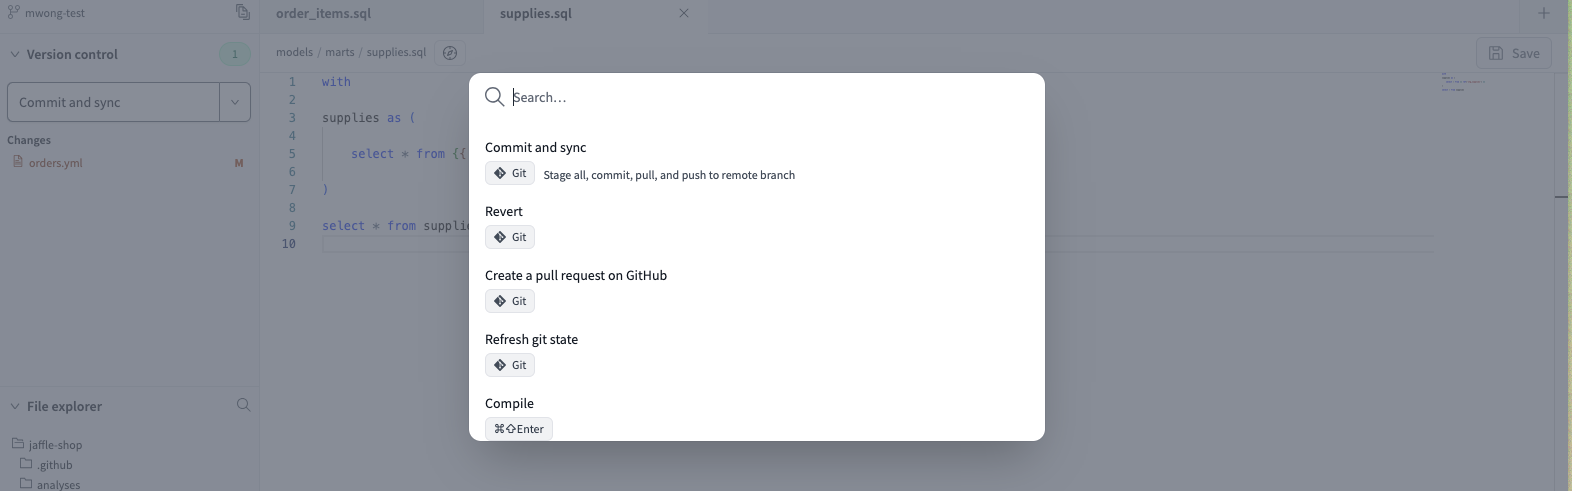 mwong-test
order_items.sql
supplies.sql
Version control
1
models / marts / supplies.sql
Save
Commit and sync
Changes
orders.yml
M
1 with
2
3 supplies as (
4
5 select * from {{
6
7 )
8
9 select * from supplie
10
Search...
Commit and sync
Git
Stage all, commit, pull, and push to remote branch
Revert
Git
Create a pull request on GitHub
Git
Refresh git state
Git
Compile
⌘⇧Enter
File explorer
jaffle-shop
.github
analyses